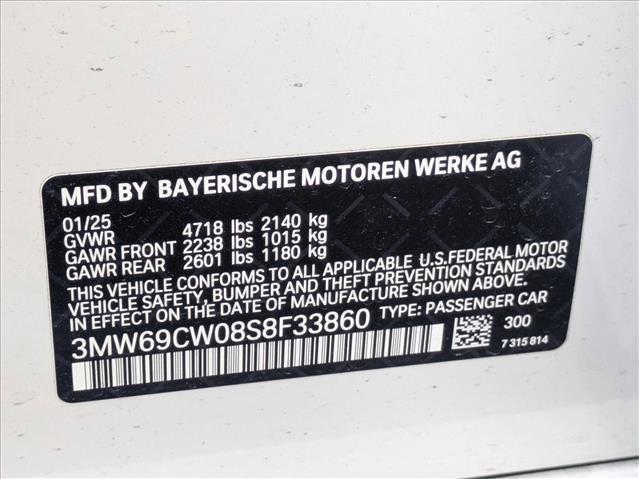 MFD BY BAYERISCHE MOTOREN WERKE AG
01/25
GVWR 4718 lbs 2140 kg
GAWR FRONT 2238 lbs 1015 kg
GAWR REAR 2601 lbs 1180 kg
THIS VEHICLE CONFORMS TO ALL APPLICABLE U.S.FEDERAL MOTOR
VEHICLE SAFETY, BUMPER AND THEFT PREVENTION STANDARDS
IN EFFECT ON THE DATE OF MANUFACTURE SHOWN ABOVE.
3MW69CW08S8F33860 TYPE: PASSENGER CAR
300
7 315 814